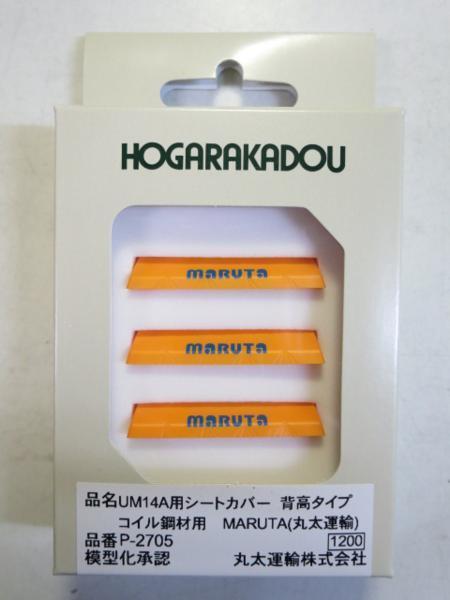 HOGARAKADOU
maRUTa
maRUTa
maRUTa
品名UM14A用シートカバー 背高タイプ
コイル鋼材用 MARUTA(丸太運輸)
品番P-2705 1200
模型化承認 丸太運輸株式会社